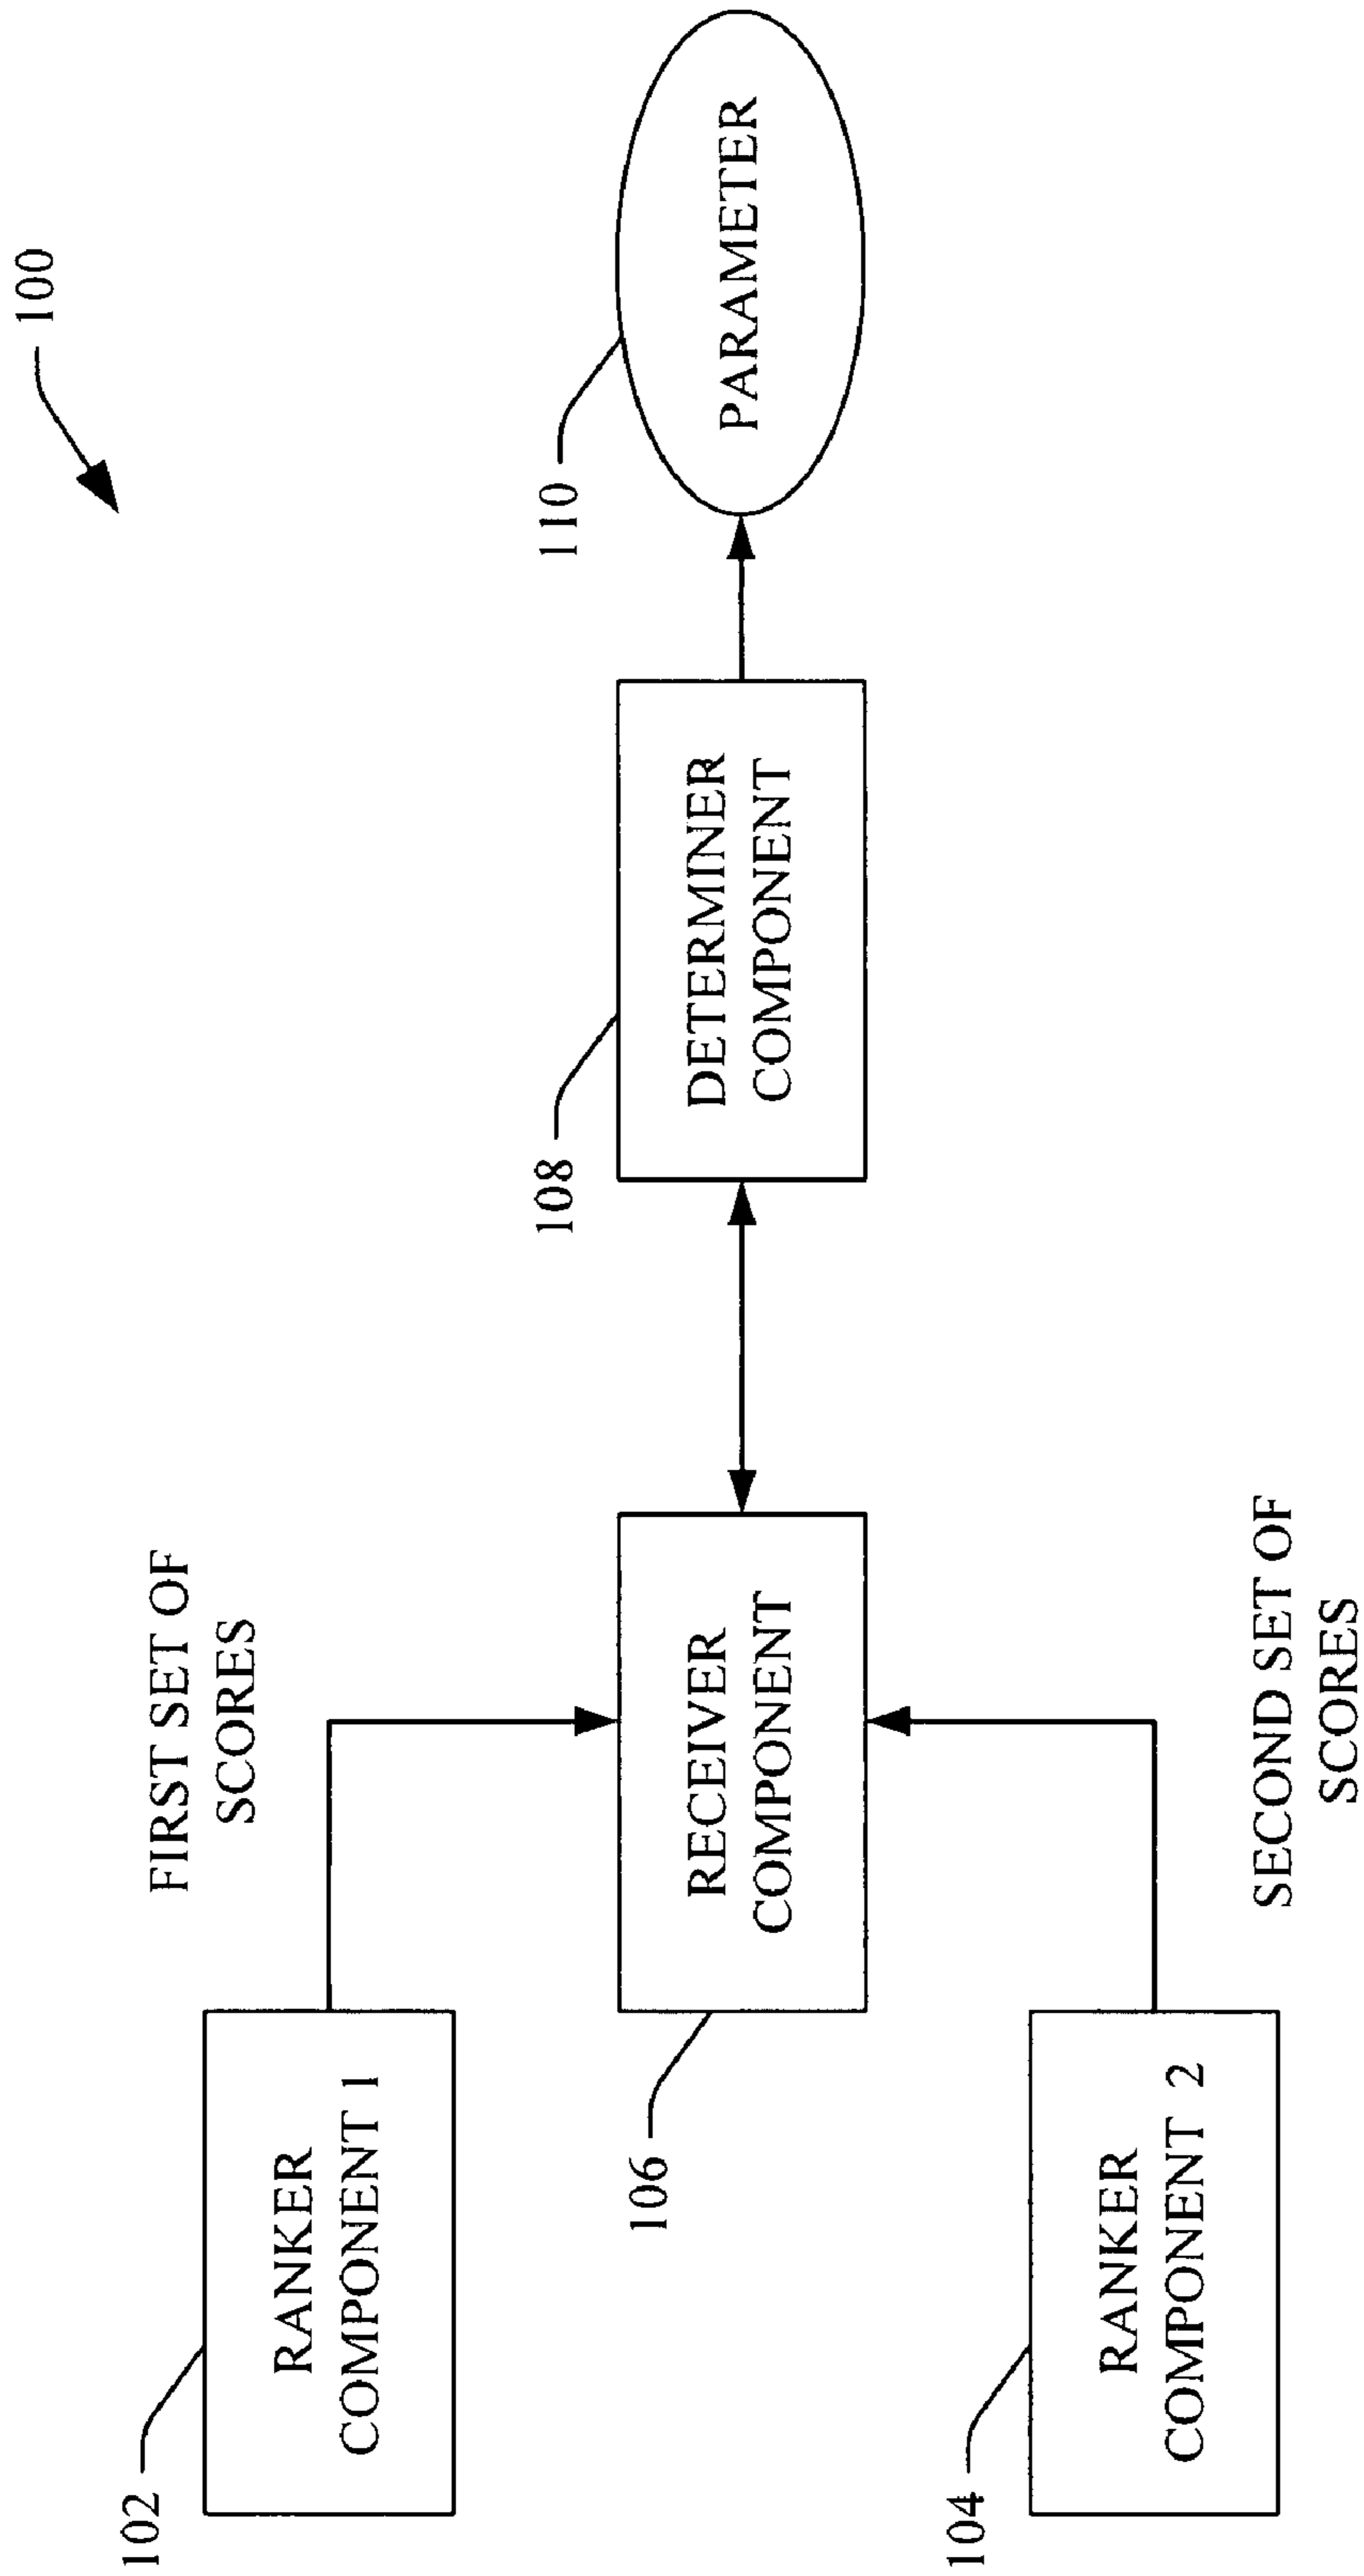 100
FIRST SET OF
SCORES
102
RANKER
COMPONENT 1
106
RECEIVER
COMPONENT
108
DETERMINER
COMPONENT
110
PARAMETER
104
RANKER
COMPONENT 2
SECOND SET OF
SCORES